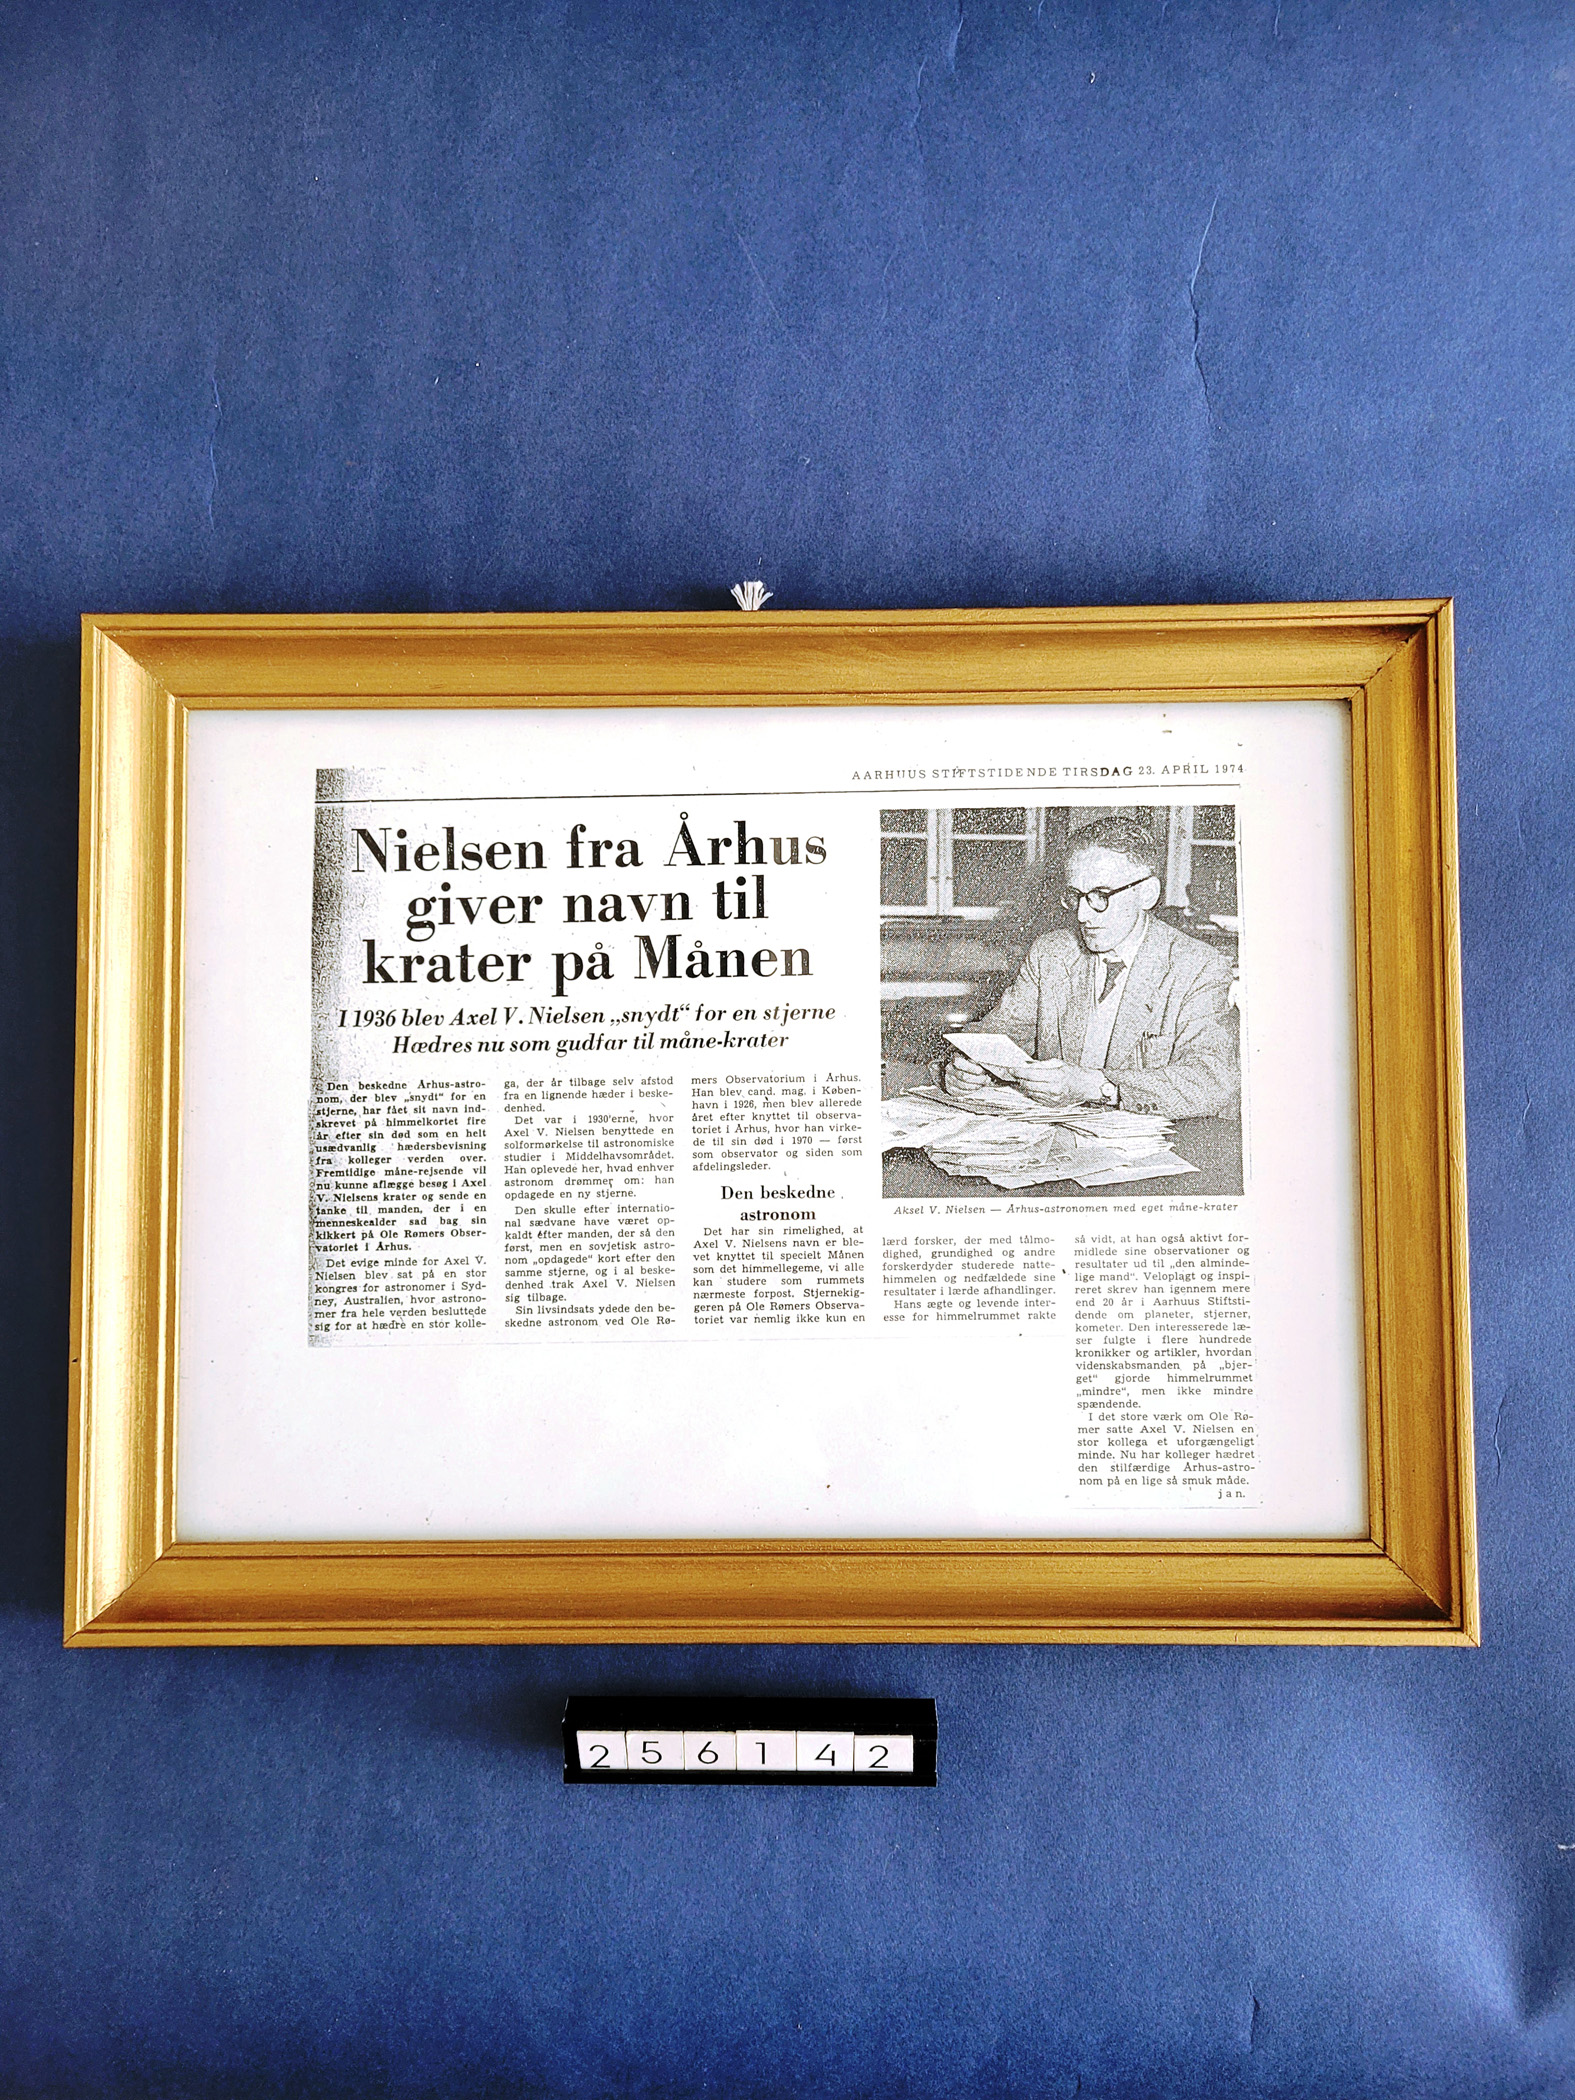 AARHUUS STIFTSTIDENDE TIRSDAG 23. APRIL 1974
Nielsen fra Århus
giver navn til
krater på Månen
I 1936 blev Axel V. Nielsen „snydt“ for en stjerne
Hædres nu som gudfar til måne-krater
Den beskedne Århus-astro-
nom, der blev „snydt“ for en
stjerne, har fået sit navn ind-
skrevet på himmelkortet fire
år efter sin død som en helt
usædvanlig hædersbevisning
fra kolleger verden over.
Fremtidige måne-rejsende vil
nu kunne aflægge besøg i Axel
V. Nielsens krater og sende en
tanke til manden, der i en
menneskealder sad bag sin
kikkert på Ole Rømers Obser-
vatoriet i Århus.
Det evige minde for Axel V.
Nielsen blev sat på en stor
kongres for astronomer i Syd-
ney, Australien, hvor astrono-
mer fra hele verden besluttede
sig for at hædre en stor kolle-
ga, der år tilbage selv afstod
fra en lignende hæder i beske-
denhed.
Det var i 1930'erne, hvor
Axel V. Nielsen benyttede en
solformørkelse til astronomiske
studier i Middelhavsområdet.
Han oplevede her, hvad enhver
astronom drømmer om: han
opdagede en ny stjerne.
Den skulle efter internatio-
nal sædvane have været op-
kaldt efter manden, der så den
først, men en sovjetisk astro-
nom „opdagede“ kort efter den
samme stjerne, og i al beske-
denhed trak Axel V. Nielsen
sig tilbage.
Sin livsindsats ydede den be-
skedne astronom ved Ole Rø-
mers Observatorium i Århus.
Han blev cand. mag. i Køben-
havn i 1926, men blev allerede
året efter knyttet til observa-
toriet i Århus, hvor han virke-
de til sin død i 1970 — først
som observator og siden som
afdelingsleder.
Den beskedne
astronom
Det har sin rimelighed, at
Axel V. Nielsens navn er ble-
vet knyttet til specielt Månen
som det himmellegeme, vi alle
kan studere som rummets
nærmeste forpost. Stjernekig-
geren på Ole Rømers Observa-
toriet var nemlig ikke kun en
Aksel V. Nielsen — Århus-astronomen med eget måne-krater
lærd forsker, der med tålmo-
dighed, grundighed og andre
forskerdyder studerede natte-
himmelen og nedfældede sine
resultater i lærde afhandlinger.
Hans ægte og levende inter-
esse for himmelrummet rakte
så vidt, at han også aktivt for-
midlede sine observationer og
resultater ud til „den alminde-
lige mand“. Veloplagt og inspi-
reret skrev han igennem mere
end 20 år i Aarhuus Stiftsti-
dende om planeter, stjerner,
kometer. Den interesserede læ-
ser fulgte i flere hundrede
kronikker og artikler, hvordan
videnskabsmanden på „bjer-
get“ gjorde himmelrummet
„mindre“, men ikke mindre
spændende.
I det store værk om Ole Rø-
mer satte Axel V. Nielsen en
stor kollega et uforgængeligt
minde. Nu har kolleger hædret
den stilfærdige Århus-astro-
nom på en lige så smuk måde.
jan.
256142